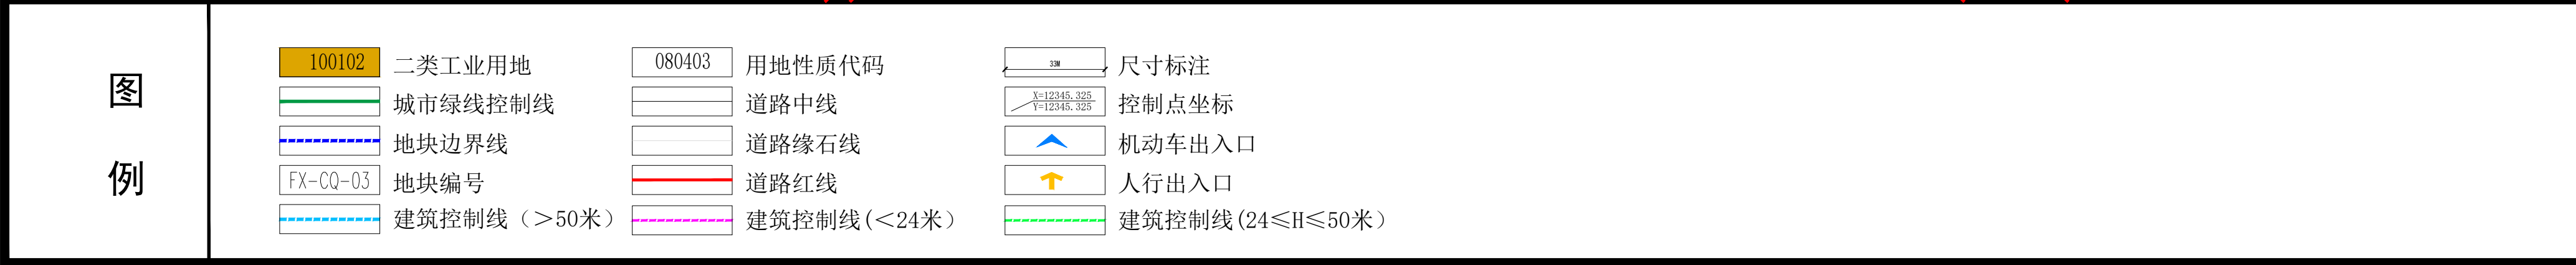 图
例
100102 二类工业用地 080403 用地性质代码 33M 尺寸标注
城市绿线控制线 道路中线 X=12345.325 Y=12345.325 控制点坐标
地块边界线 道路缘石线 机动车出入口
FX-CQ-03 地块编号 道路红线 人行出入口
建筑控制线（＞50米） 建筑控制线(＜24米） 建筑控制线(24≤H≤50米）